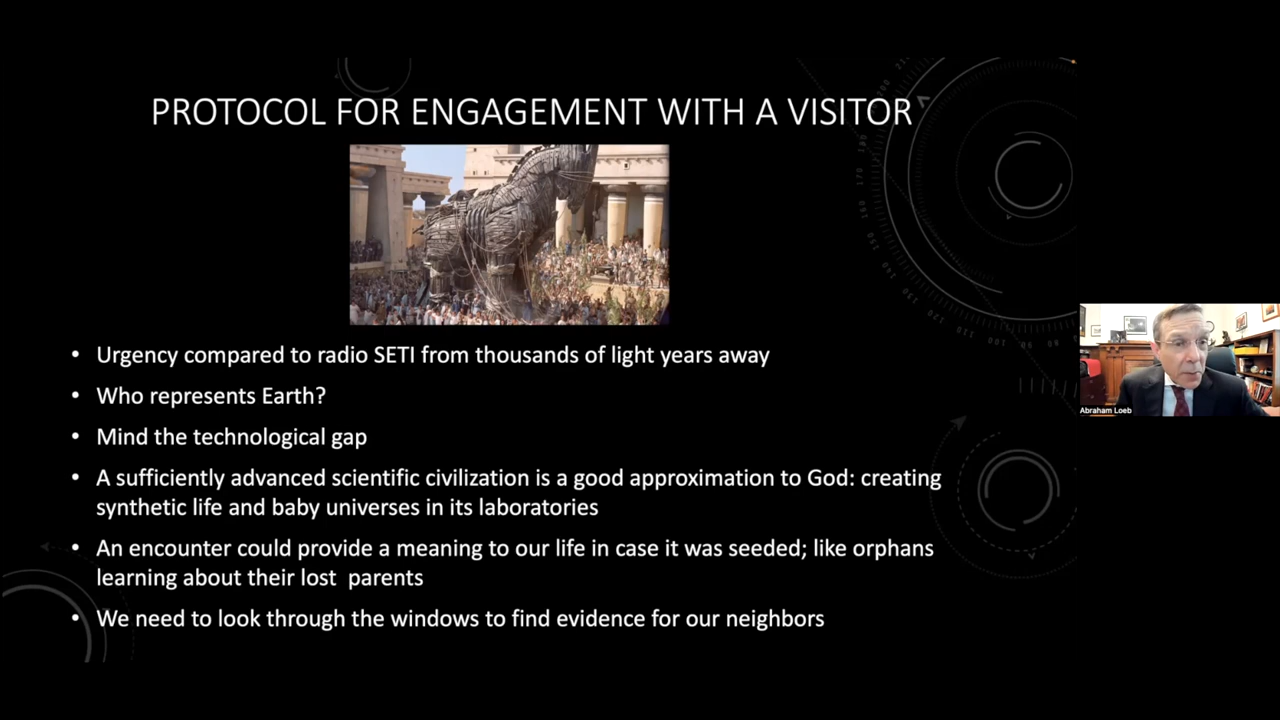 PROTOCOL FOR ENGAGEMENT WITH A VISITOR
• Urgency compared to radio SETI from thousands of light years away
• Who represents Earth?
• Mind the technological gap
• A sufficiently advanced scientific civilization is a good approximation to God: creating
synthetic life and baby universes in its laboratories
• An encounter could provide a meaning to our life in case it was seeded; like orphans
learning about their lost parents
• We need to look through the windows to find evidence for our neighbors
Abraham Loeb